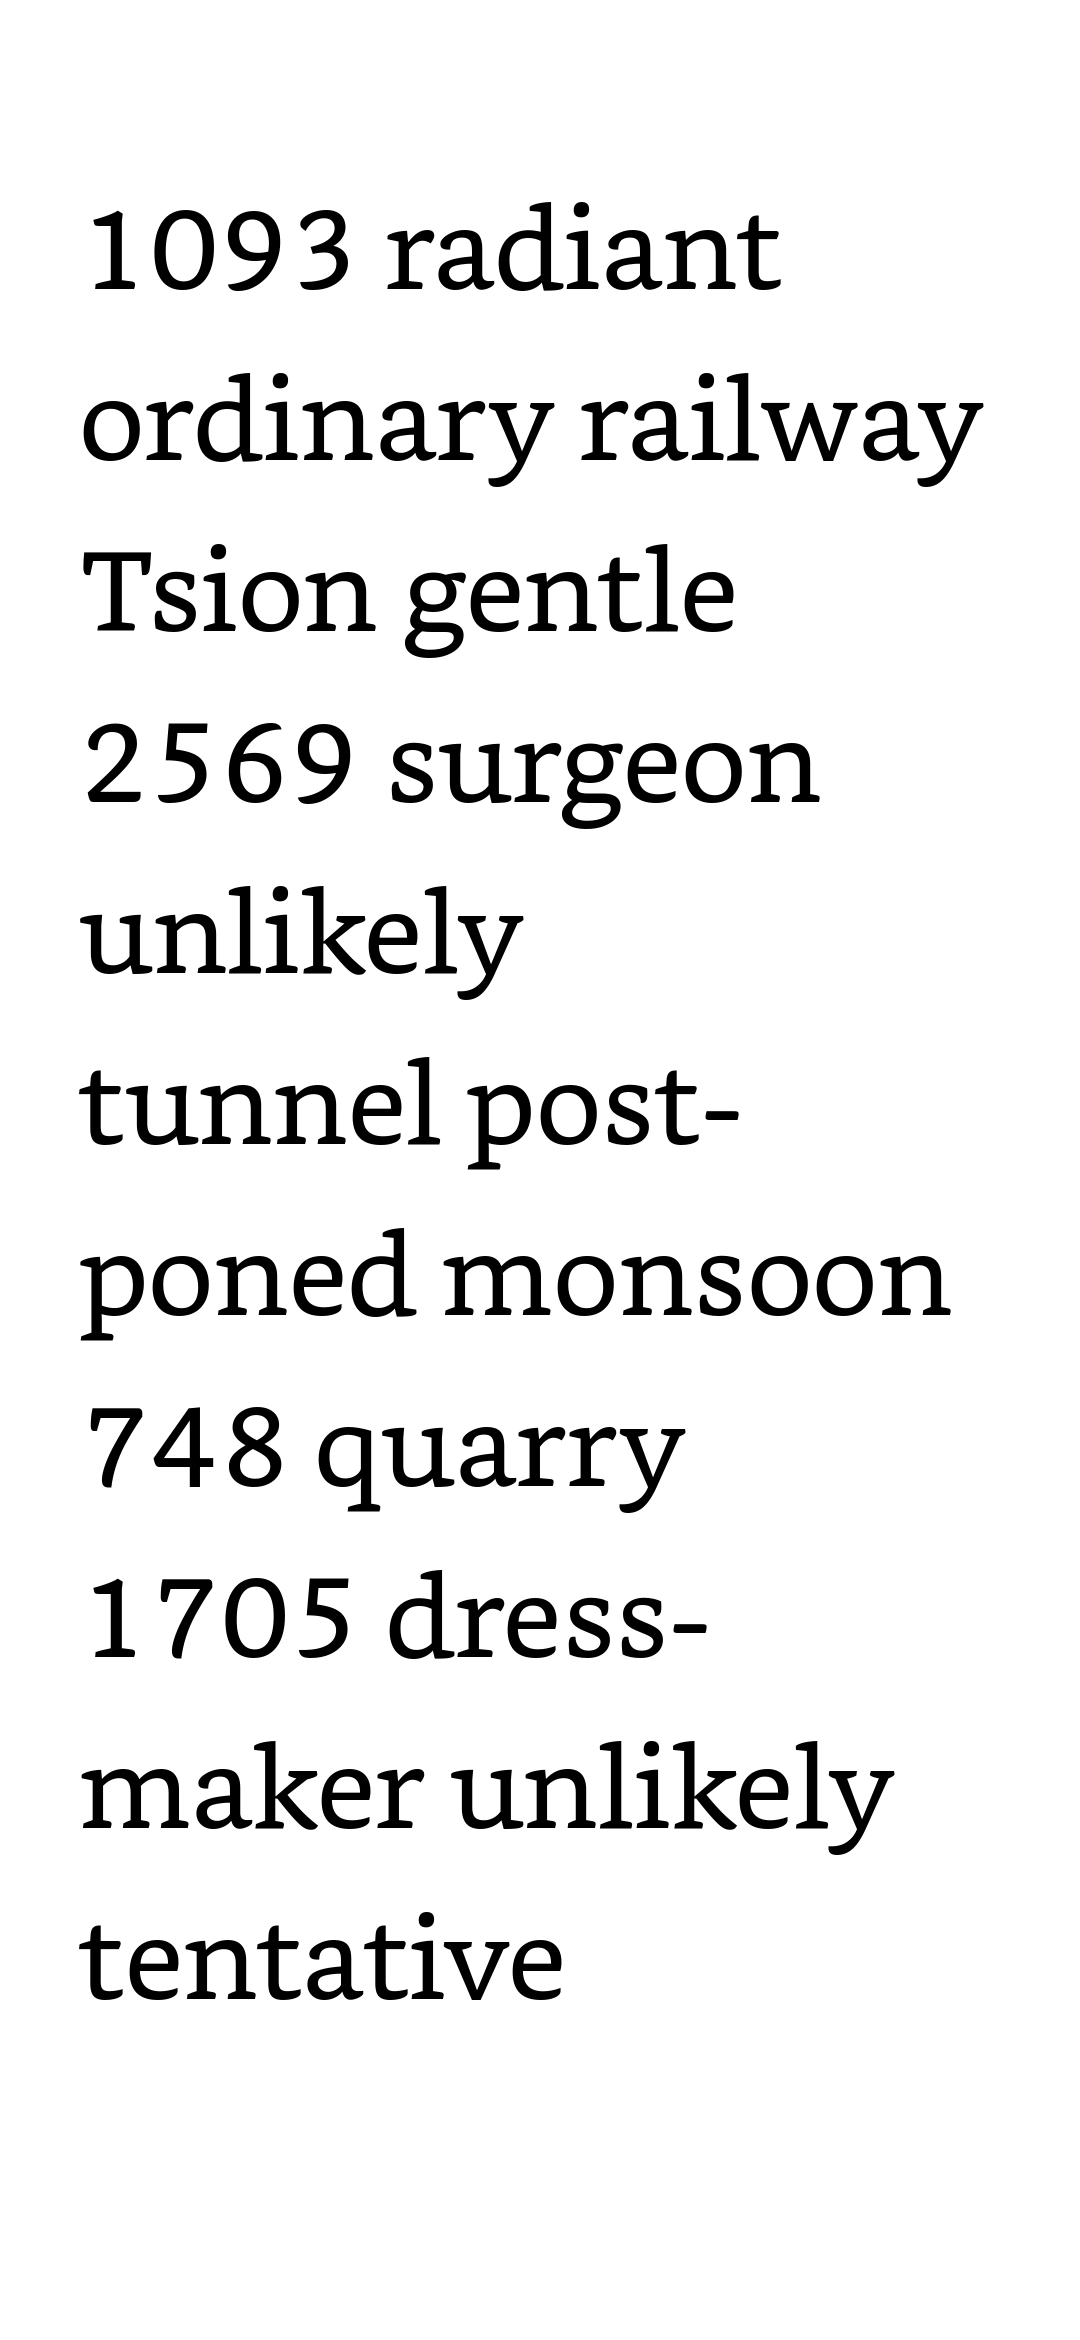 1093 radiant
ordinary railway
Tsion gentle
2569 surgeon
unlikely
tunnel post-
poned monsoon
748 quarry
1705 dress-
maker unlikely
tentative